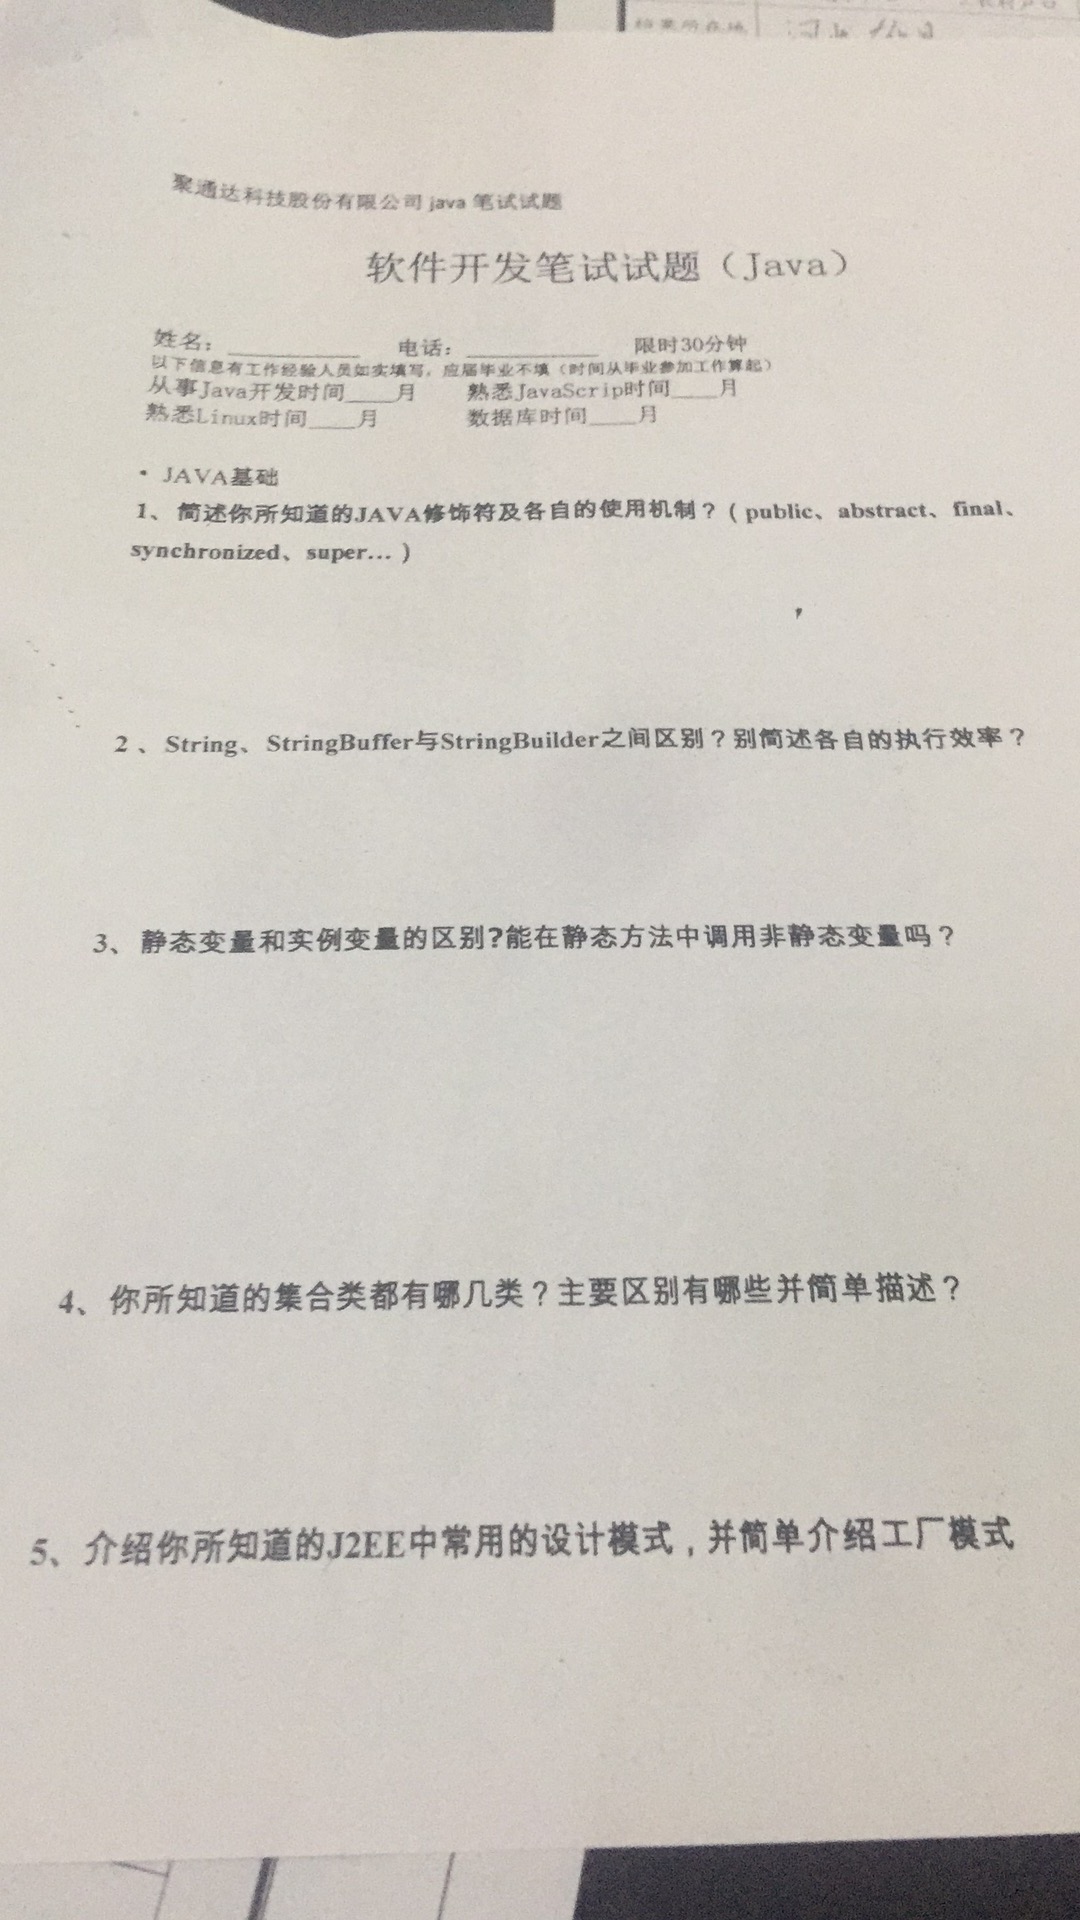 聚通达科技股份有限公司 java 笔试试题
软件开发笔试试题（Java）
姓名：__________ 电话：__________ 限时30分钟
以下信息有工作经验人员如实填写，应届毕业不填（时间从毕业参加工作算起）
从事Java开发时间____月 熟悉JavaScrip时间____月
熟悉Linux时间____月 数据库时间____月
· JAVA基础
1、简述你所知道的JAVA修饰符及各自的使用机制？（public、abstract、final、
synchronized、super...）
2、String、StringBuffer与StringBuilder之间区别？别简述各自的执行效率？
3、静态变量和实例变量的区别?能在静态方法中调用非静态变量吗？
4、你所知道的集合类都有哪几类？主要区别有哪些并简单描述？
5、介绍你所知道的J2EE中常用的设计模式，并简单介绍工厂模式